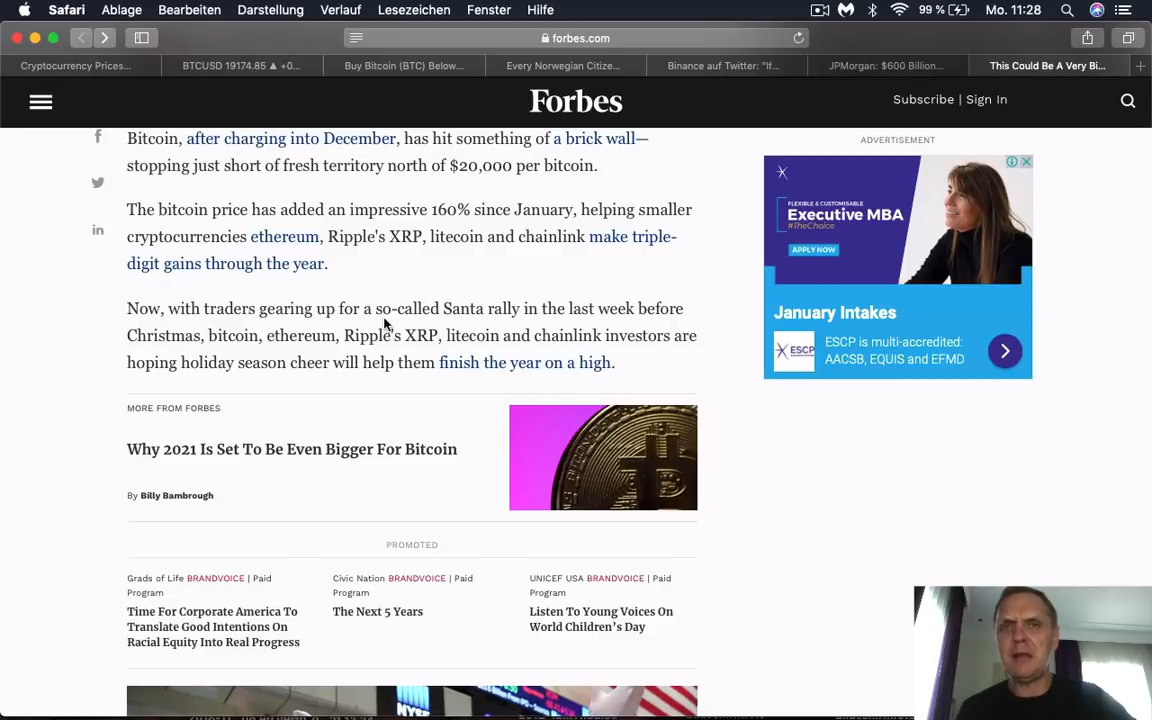 Safari Ablage Bearbeiten Darstellung Verlauf Lesezeichen Fenster Hilfe 99 % Mo. 11:28
forbes.com
Cryptocurrency Prices... BTCUSD 19174.85 ▲ +0... Buy Bitcoin (BTC) Below... Every Norwegian Citize... Binance auf Twitter: "If... JPMorgan: $600 Billion... This Could Be A Very Bi...
Forbes
Subscribe | Sign In
Bitcoin, after charging into December, has hit something of a brick wall—
stopping just short of fresh territory north of $20,000 per bitcoin.
The bitcoin price has added an impressive 160% since January, helping smaller
cryptocurrencies ethereum, Ripple's XRP, litecoin and chainlink make triple-
digit gains through the year.
Now, with traders gearing up for a so-called Santa rally in the last week before
Christmas, bitcoin, ethereum, Ripple's XRP, litecoin and chainlink investors are
hoping holiday season cheer will help them finish the year on a high.
ADVERTISEMENT
FLEXIBLE & CUSTOMISABLE
Executive MBA
#TheChoice
APPLY NOW
January Intakes
ESCP
ESCP is multi-accredited:
AACSB, EQUIS and EFMD
MORE FROM FORBES
Why 2021 Is Set To Be Even Bigger For Bitcoin
By Billy Bambrough
PROMOTED
Grads of Life BRANDVOICE | Paid
Program
Time For Corporate America To
Translate Good Intentions On
Racial Equity Into Real Progress
Civic Nation BRANDVOICE | Paid
Program
The Next 5 Years
UNICEF USA BRANDVOICE | Paid
Program
Listen To Young Voices On
World Children's Day
NYSE